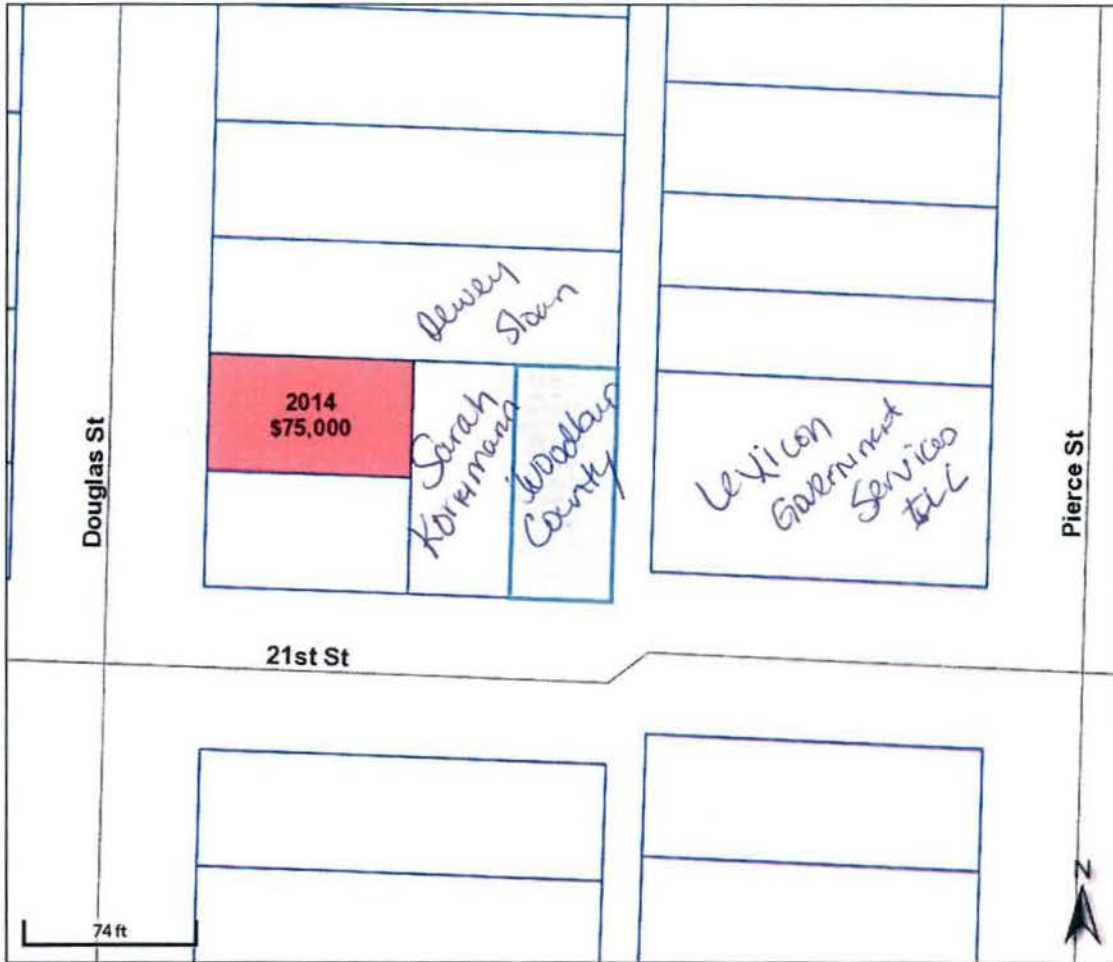 Dewey
Sloan
2014
$75,000
Sarah
Woodbury
County
Lexicon
Government
Services
LLC
Douglas St
Pierce St
21st St
74 ft
N